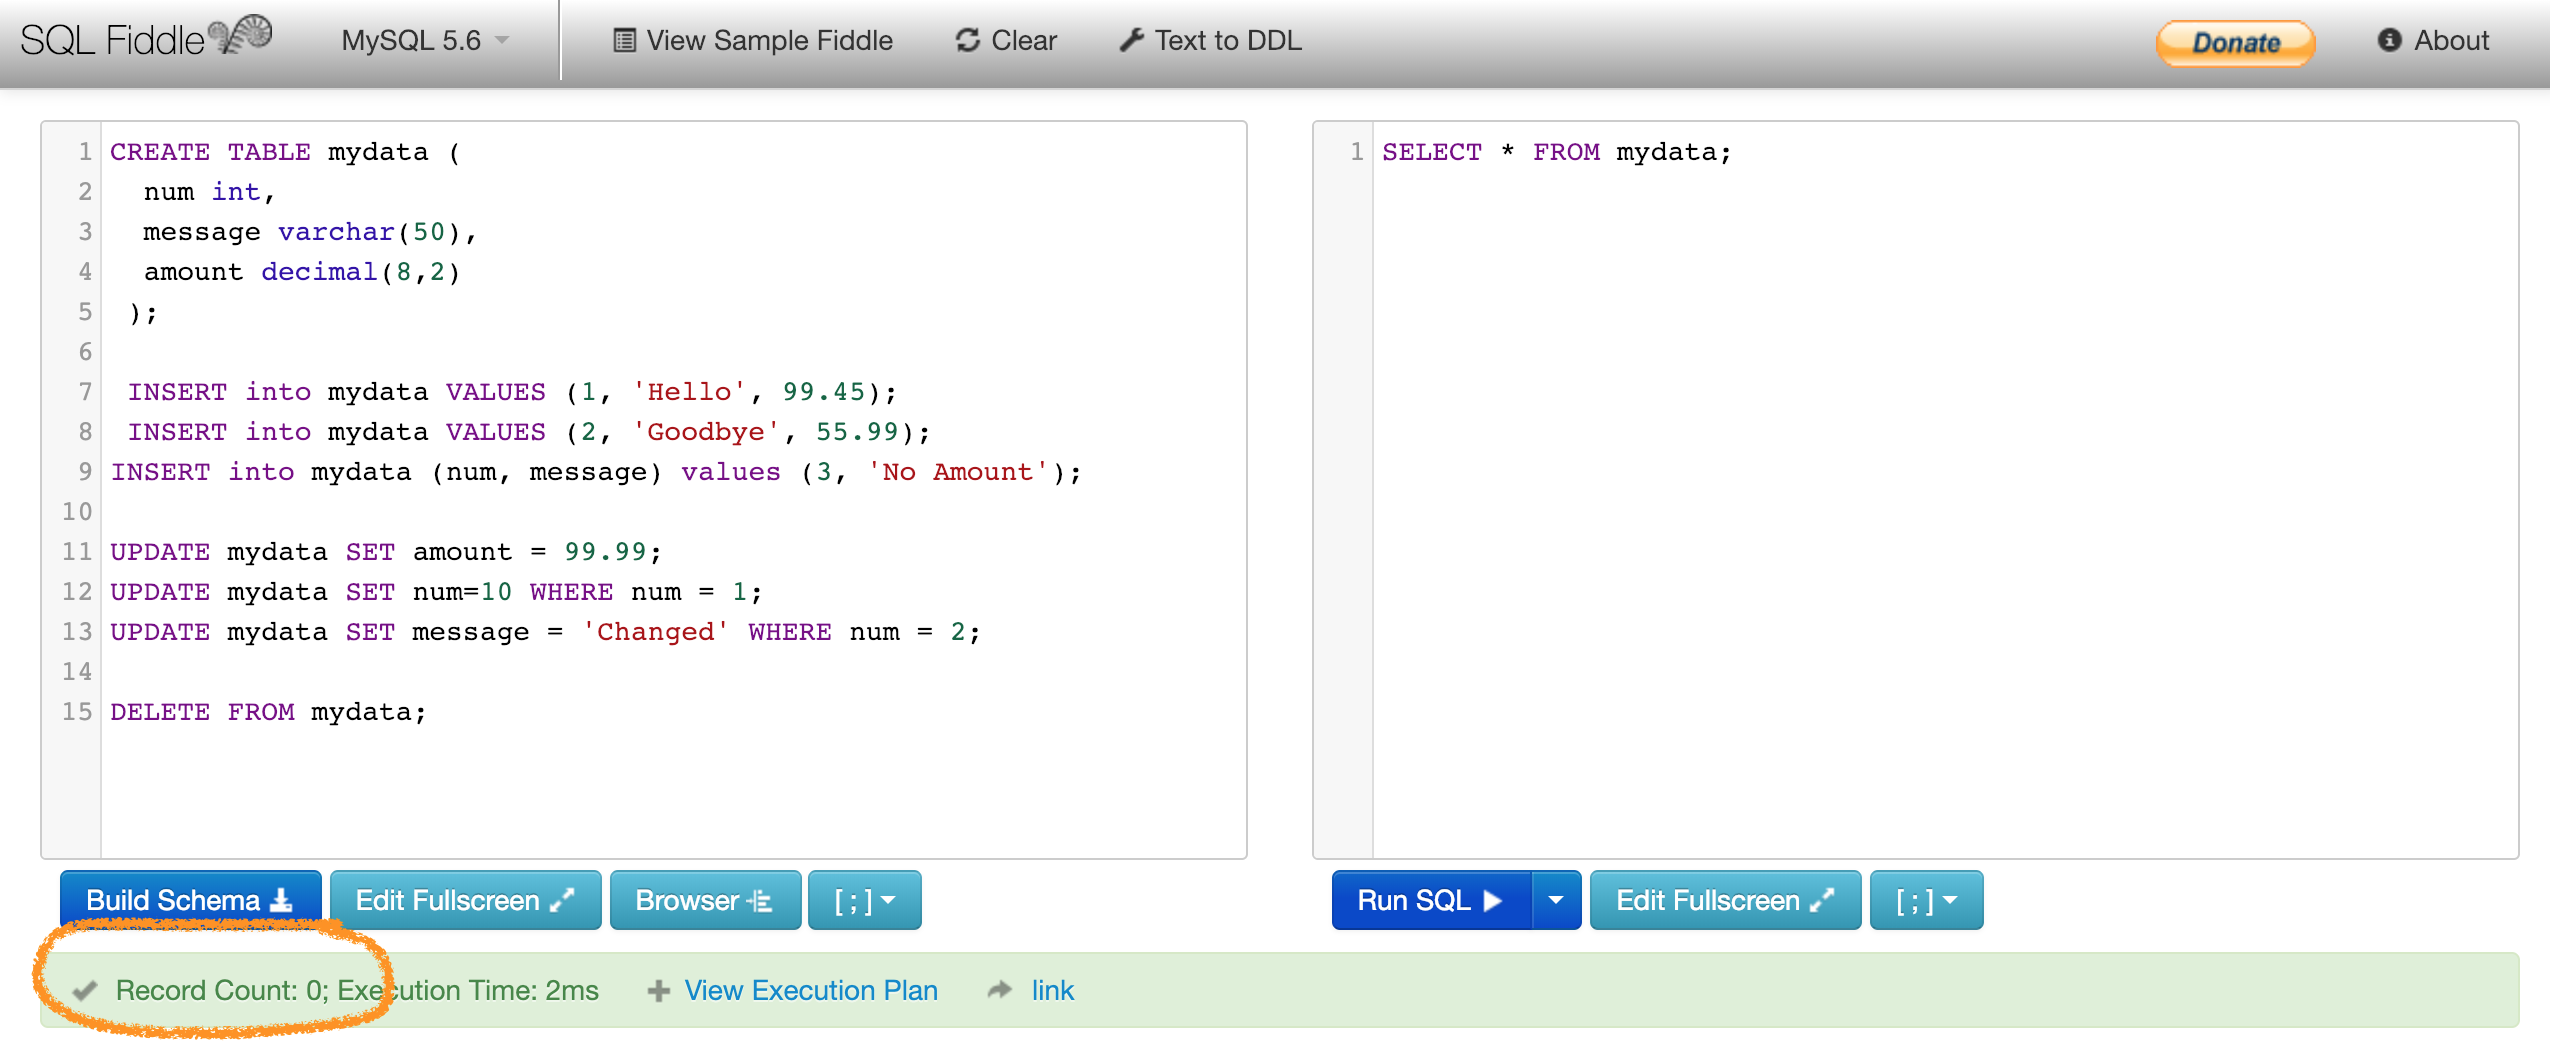 SQL Fiddle MySQL 5.6 View Sample Fiddle Clear Text to DDL Donate About
1 CREATE TABLE mydata (
2 num int,
3 message varchar(50),
4 amount decimal(8,2)
5 );
6
7 INSERT into mydata VALUES (1, 'Hello', 99.45);
8 INSERT into mydata VALUES (2, 'Goodbye', 55.99);
9 INSERT into mydata (num, message) values (3, 'No Amount');
10
11 UPDATE mydata SET amount = 99.99;
12 UPDATE mydata SET num=10 WHERE num = 1;
13 UPDATE mydata SET message = 'Changed' WHERE num = 2;
14
15 DELETE FROM mydata;
1 SELECT * FROM mydata;
Build Schema Edit Fullscreen Browser [ ; ]
Run SQL Edit Fullscreen [ ; ]
Record Count: 0; Execution Time: 2ms View Execution Plan link